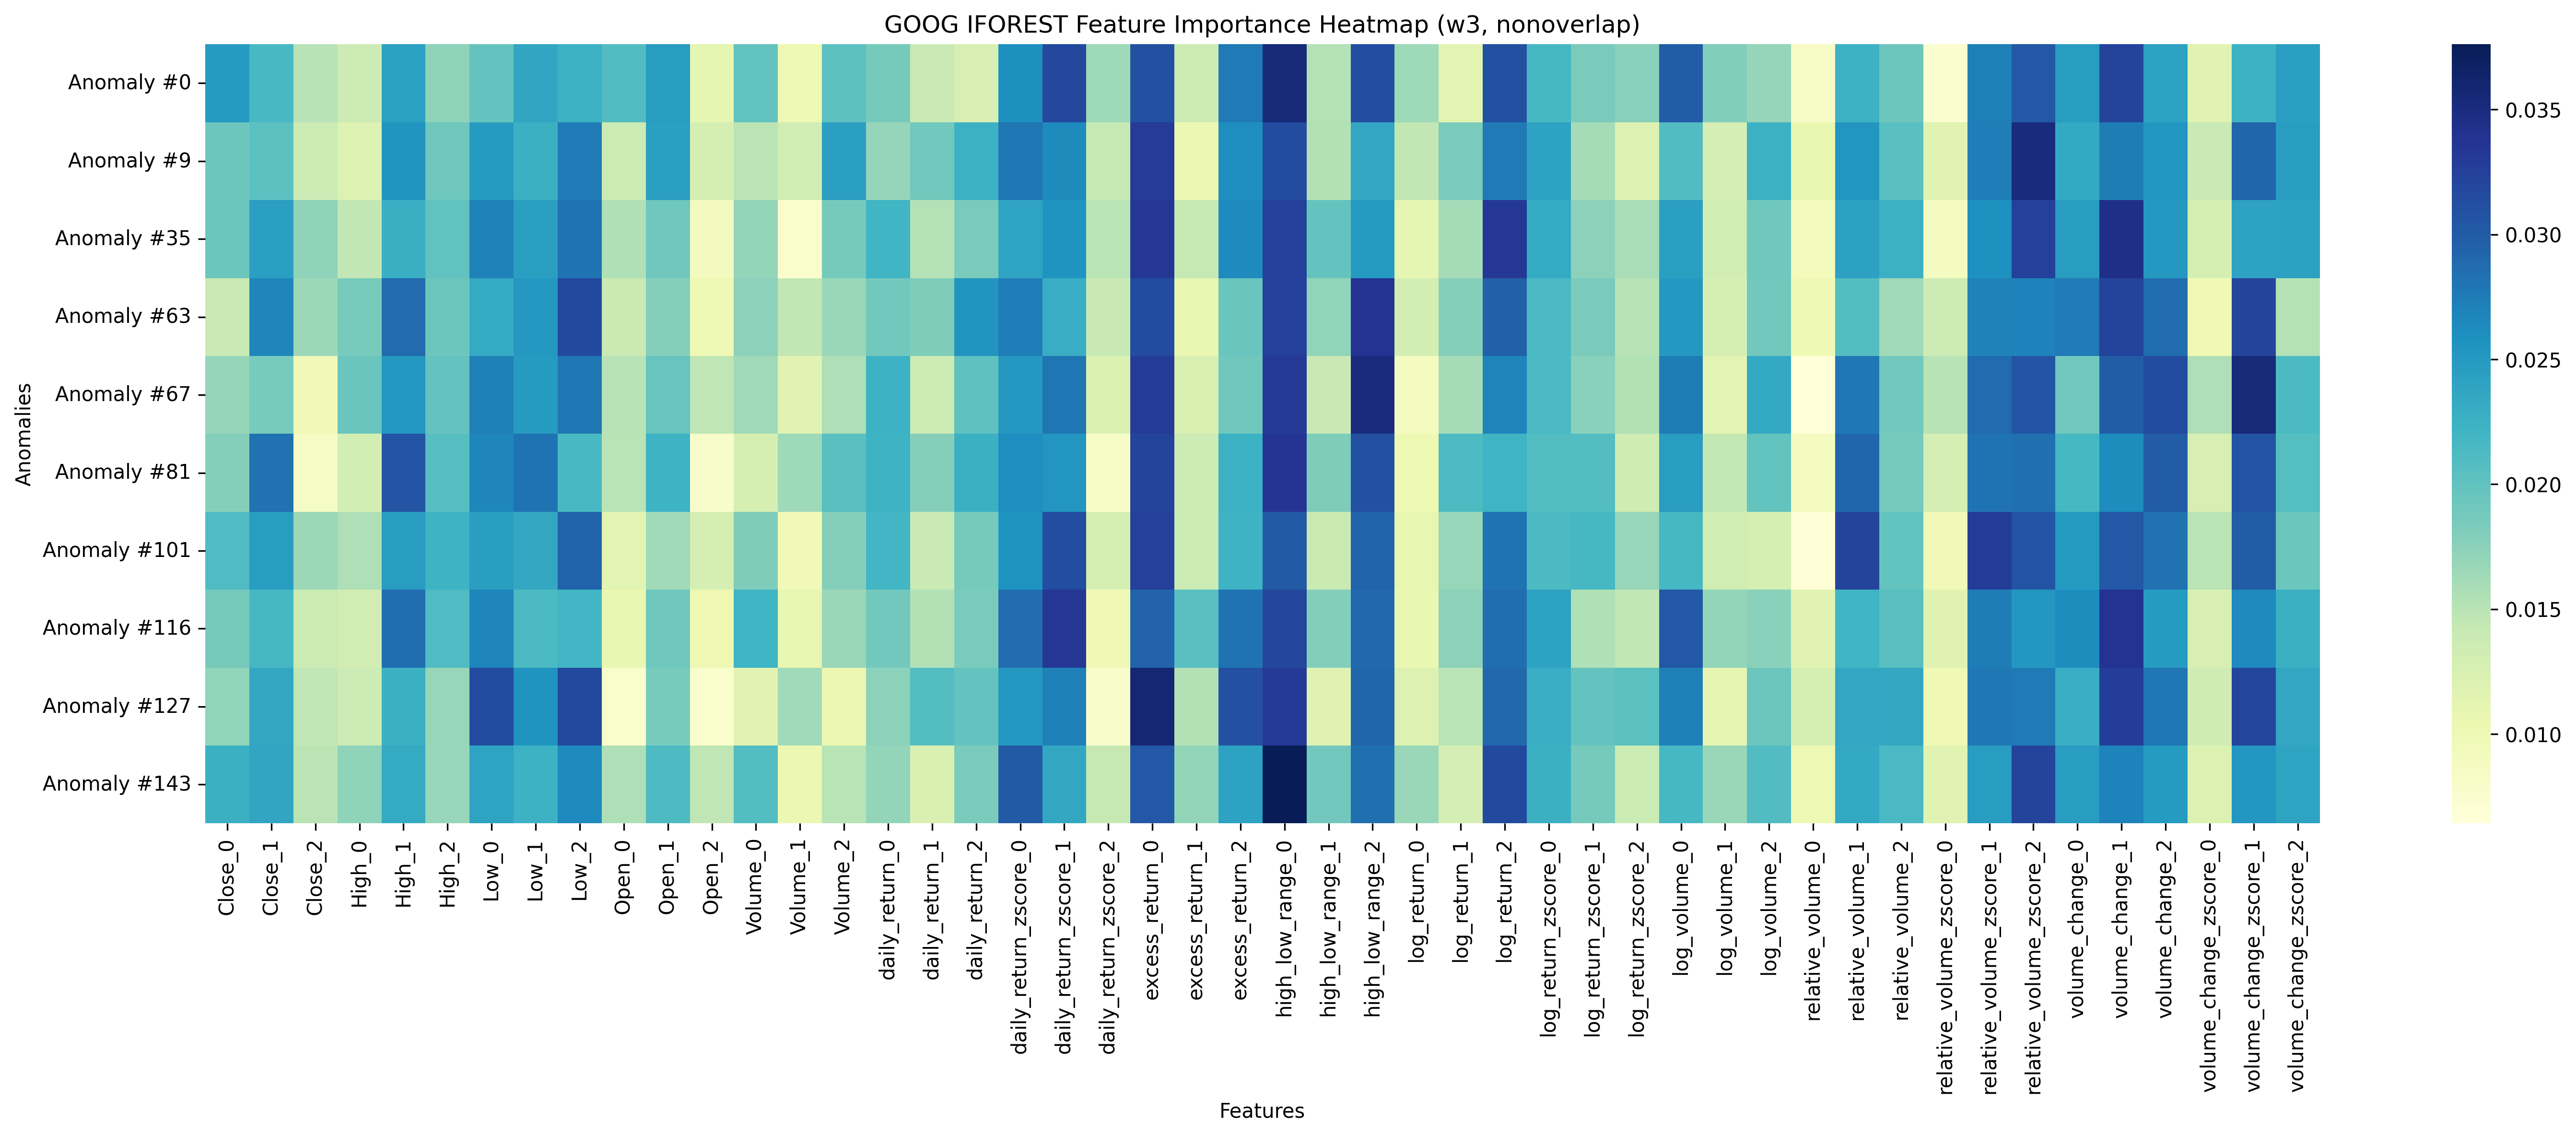 GOOG IFOREST Feature Importance Heatmap (w3, nonoverlap)
Anomalies
Anomaly #0
Anomaly #9
Anomaly #35
Anomaly #63
Anomaly #67
Anomaly #81
Anomaly #101
Anomaly #116
Anomaly #127
Anomaly #143
0.035
0.030
0.025
0.020
0.015
0.010
Close_0
Close_1
Close_2
High_0
High_1
High_2
Low_0
Low_1
Low_2
Open_0
Open_1
Open_2
Volume_0
Volume_1
Volume_2
daily_return_0
daily_return_1
daily_return_2
daily_return_zscore_0
daily_return_zscore_1
daily_return_zscore_2
excess_return_0
excess_return_1
excess_return_2
high_low_range_0
high_low_range_1
high_low_range_2
log_return_0
log_return_1
log_return_2
log_return_zscore_0
log_return_zscore_1
log_return_zscore_2
log_volume_0
log_volume_1
log_volume_2
relative_volume_0
relative_volume_1
relative_volume_2
relative_volume_zscore_0
relative_volume_zscore_1
relative_volume_zscore_2
volume_change_0
volume_change_1
volume_change_2
volume_change_zscore_0
volume_change_zscore_1
volume_change_zscore_2
Features